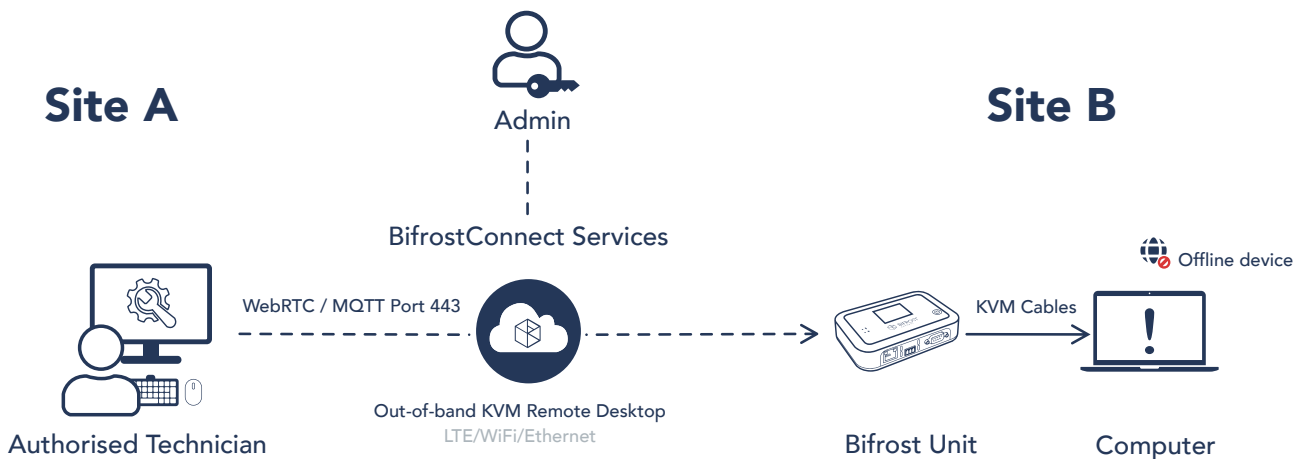 Site A
Admin
Site B
BifrostConnect Services
Offline device
WebRTC / MQTT Port 443
KVM Cables
BIFROST
Out-of-band KVM Remote Desktop
LTE/WiFi/Ethernet
Authorised Technician
Bifrost Unit
Computer